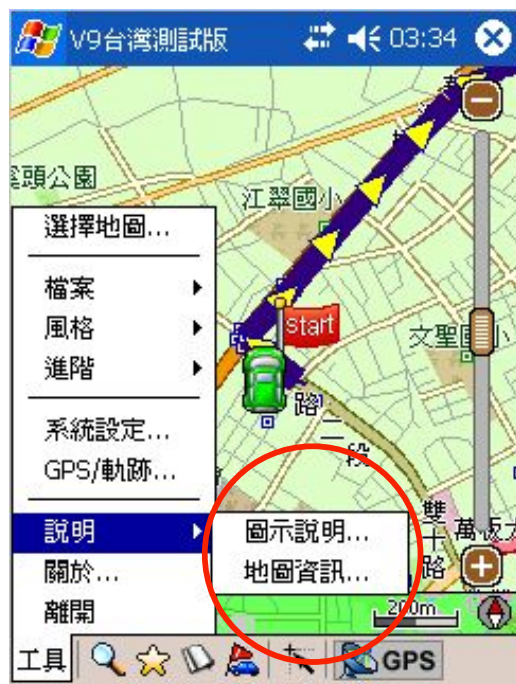 V9台灣測試版 03:34
頭公園
江翠國小
選擇地圖...
檔案
風格
進階
Start
文聖國小
路
二
段
系統設定...
GPS/軌跡...
說明
圖示說明...
雙十路
萬板大
關於...
地圖資訊...
離開
200m
工具 GPS